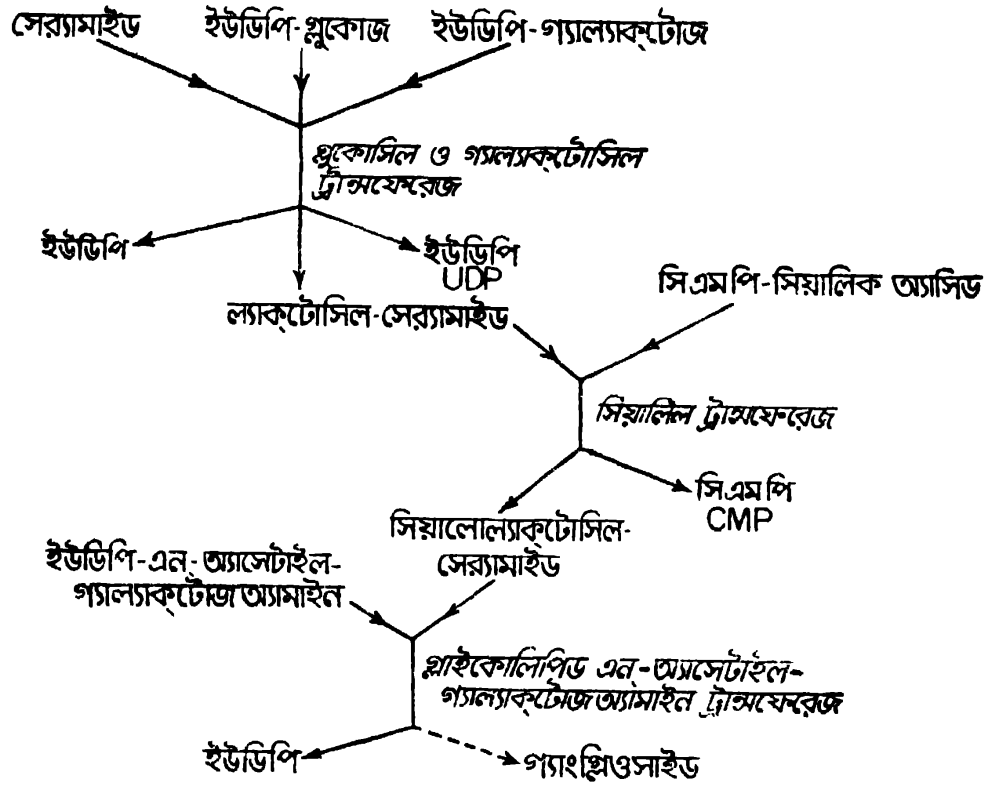 সের‍্যামাইড
ইউডিপি-গ্লুকোজ
ইউডিপি-গ্যাল্যাক্‌টোজ
গ্লুকোসিল ও গ্যাল্যাক্‌টোসিল
ট্রান্সফেরেজ
ইউডিপি
ইউডিপি
UDP
ল্যাক্‌টোসিল-সের‍্যামাইড
সিএমপি-সিয়ালিক অ্যাসিড
সিয়ালিল ট্রান্সফেরেজ
সিএমপি
CMP
সিয়ালোল্যাক্‌টোসিল-
সের‍্যামাইড
ইউডিপি-এন্‌-অ্যাসেটাইল-
গ্যাল্যাক্‌টোজঅ্যামাইন
গ্লাইকোলিপিড এন্‌-অ্যাসেটাইল-
গ্যাল্যাক্‌টোজঅ্যামাইন ট্রান্সফেরেজ
ইউডিপি
গ্যাংগ্লিওসাইড